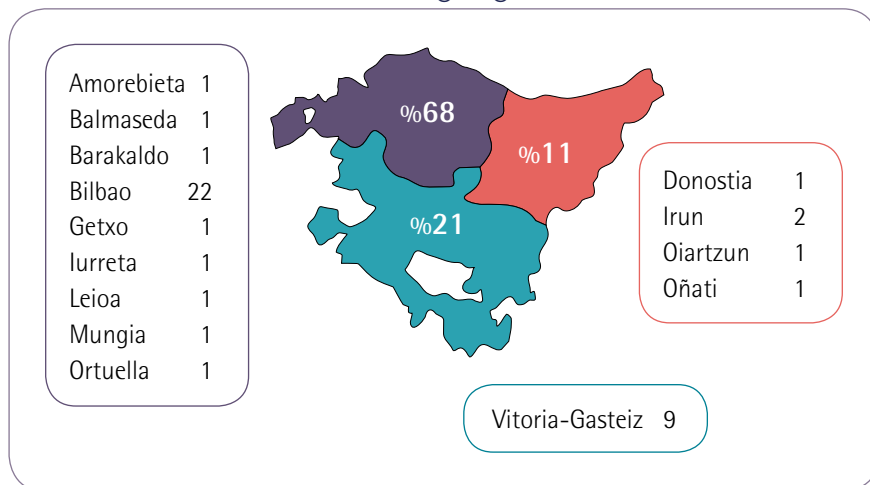 Amorebieta 1
Balmaseda 1
Barakaldo 1
Bilbao 22
Getxo 1
Iurreta 1
Leioa 1
Mungia 1
Ortuella 1
%68
%11
%21
Donostia 1
Irun 2
Oiartzun 1
Oñati 1
Vitoria-Gasteiz 9